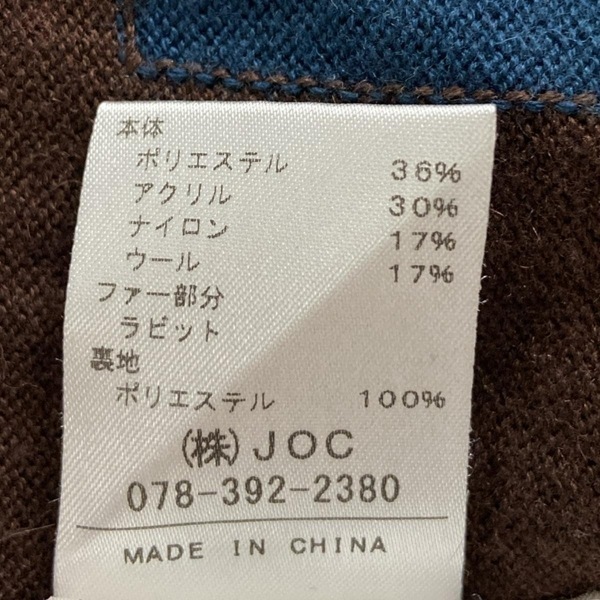 本体
ポリエステル 36%
アクリル 30%
ナイロン 17%
ウール 17%
ファー部分
ラビット
裏地
ポリエステル 100%
(株)JOC
078-392-2380
MADE IN CHINA